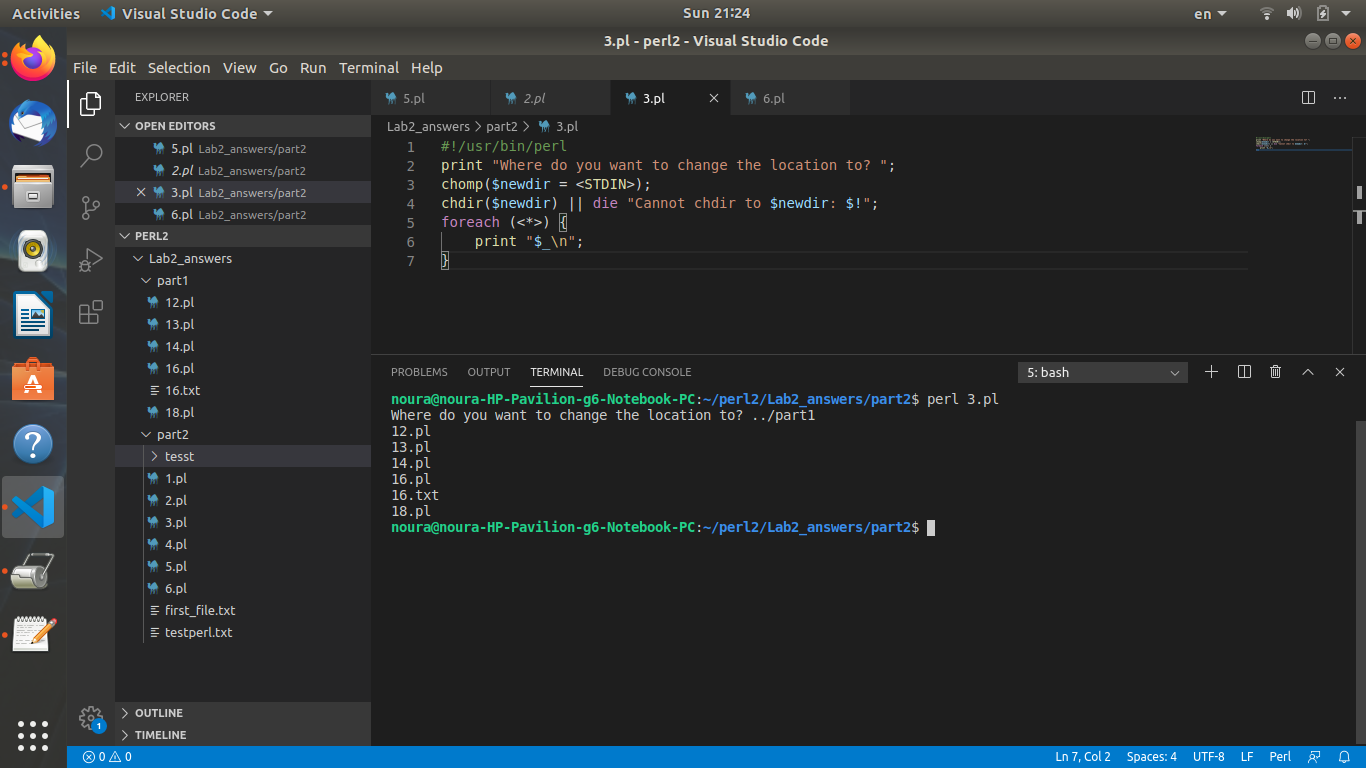 Activities Visual Studio Code Sun 21:24 en
3.pl - perl2 - Visual Studio Code
File Edit Selection View Go Run Terminal Help
EXPLORER
OPEN EDITORS
5.pl Lab2_answers/part2
2.pl Lab2_answers/part2
3.pl Lab2_answers/part2
6.pl Lab2_answers/part2
PERL2
Lab2_answers
part1
12.pl
13.pl
14.pl
16.pl
16.txt
18.pl
part2
tesst
1.pl
2.pl
3.pl
4.pl
5.pl
6.pl
first_file.txt
testperl.txt
OUTLINE
TIMELINE
1
5.pl 2.pl 3.pl 6.pl
Lab2_answers > part2 > 3.pl
1 #!/usr/bin/perl
2 print "Where do you want to change the location to? ";
3 chomp($newdir = <STDIN>);
4 chdir($newdir) || die "Cannot chdir to $newdir: $!";
5 foreach (<*>) {
6     print "$_\n";
7 }
PROBLEMS OUTPUT TERMINAL DEBUG CONSOLE 5: bash
noura@noura-HP-Pavilion-g6-Notebook-PC:~/perl2/Lab2_answers/part2$ perl 3.pl
Where do you want to change the location to? ../part1
12.pl
13.pl
14.pl
16.pl
16.txt
18.pl
noura@noura-HP-Pavilion-g6-Notebook-PC:~/perl2/Lab2_answers/part2$
0 0 Ln 7, Col 2 Spaces: 4 UTF-8 LF Perl